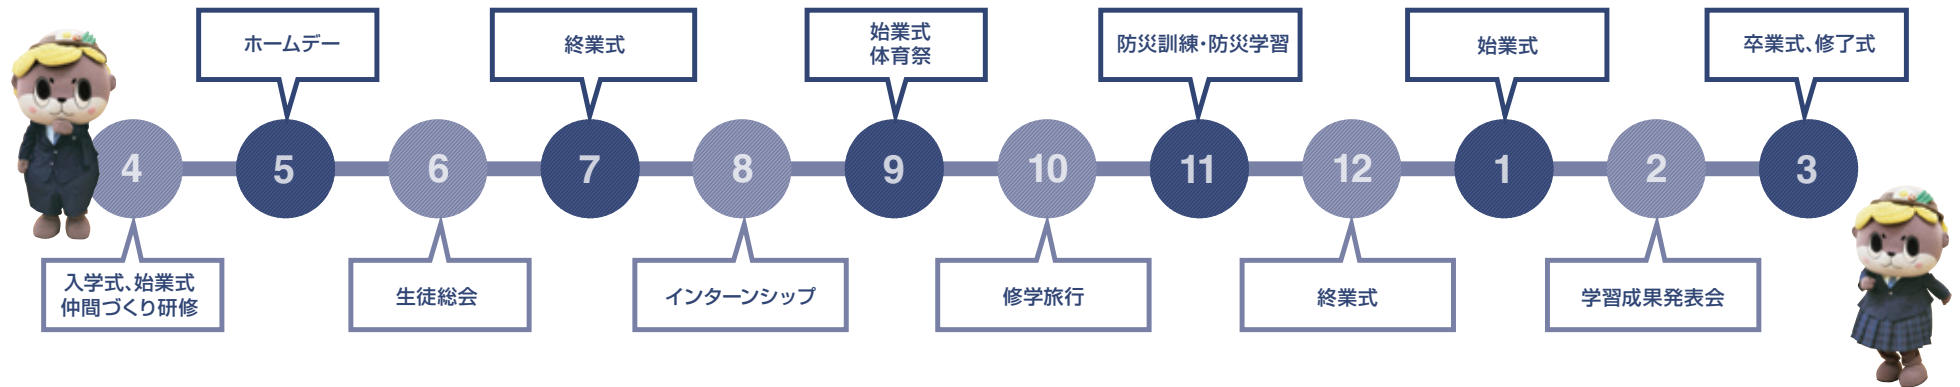 ホームデー
終業式
始業式
体育祭
防災訓練・防災学習
始業式
卒業式、修了式
4
5
6
7
8
9
10
11
12
1
2
3
入学式、始業式
仲間づくり研修
生徒総会
インターンシップ
修学旅行
終業式
学習成果発表会